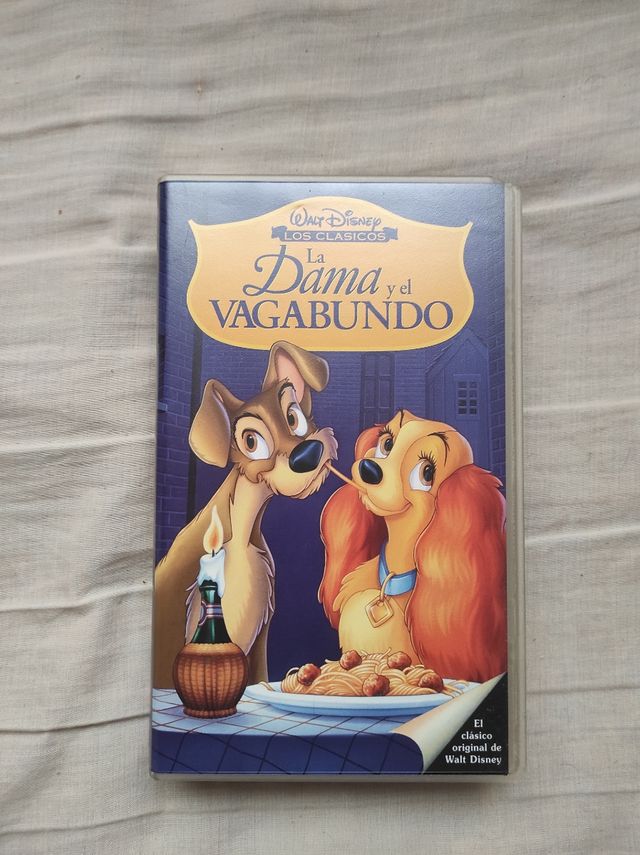 Walt Disney
LOS CLASICOS
La
Dama y el
VAGABUNDO
El
clásico
original de
Walt Disney